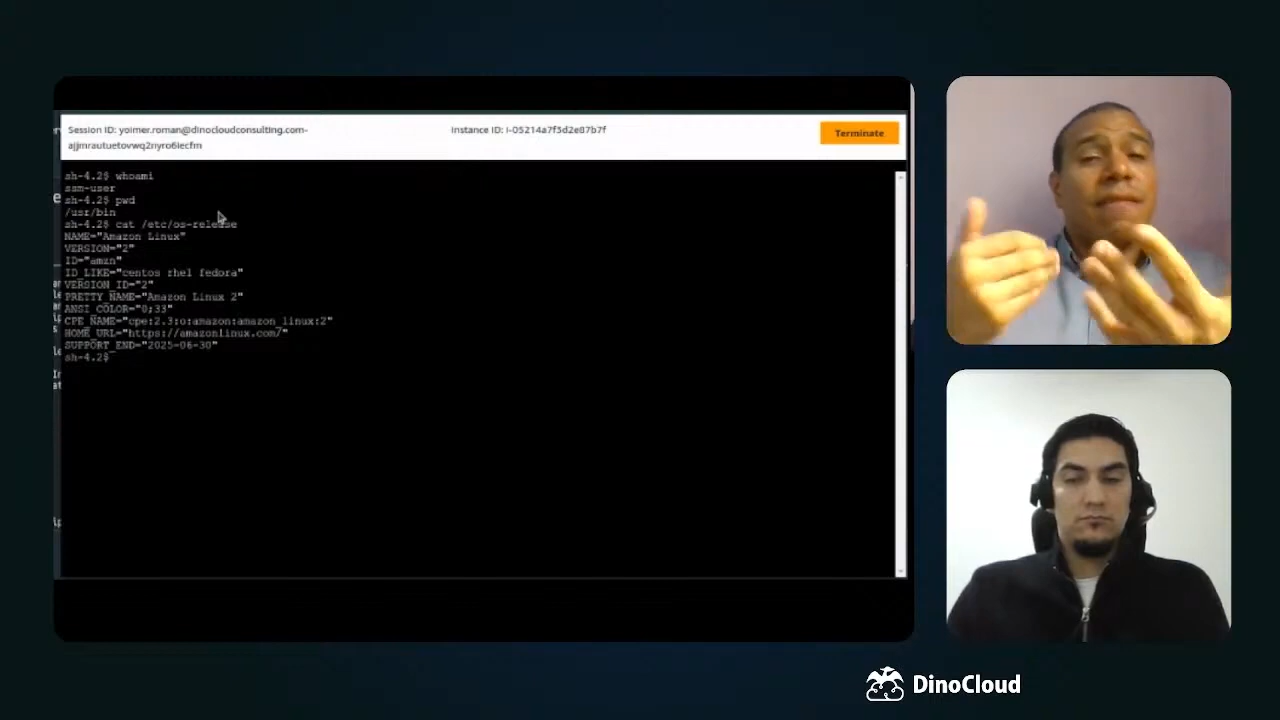 Session ID: yoimer.roman@dinocloudconsulting.com-
ajjmrautuetovwq2nyro6iecfm
Instance ID: i-05214a7f5d2e87b7f
Terminate
sh-4.2$ whoami
ssm-user
sh-4.2$ pwd
/usr/bin
sh-4.2$ cat /etc/os-release
NAME="Amazon Linux"
VERSION="2"
ID="amzn"
ID_LIKE="centos rhel fedora"
VERSION_ID="2"
PRETTY_NAME="Amazon Linux 2"
ANSI_COLOR="0;33"
CPE_NAME="cpe:2.3:o:amazon:amazon_linux:2"
HOME_URL="https://amazonlinux.com/"
SUPPORT_END="2025-06-30"
sh-4.2$
DinoCloud